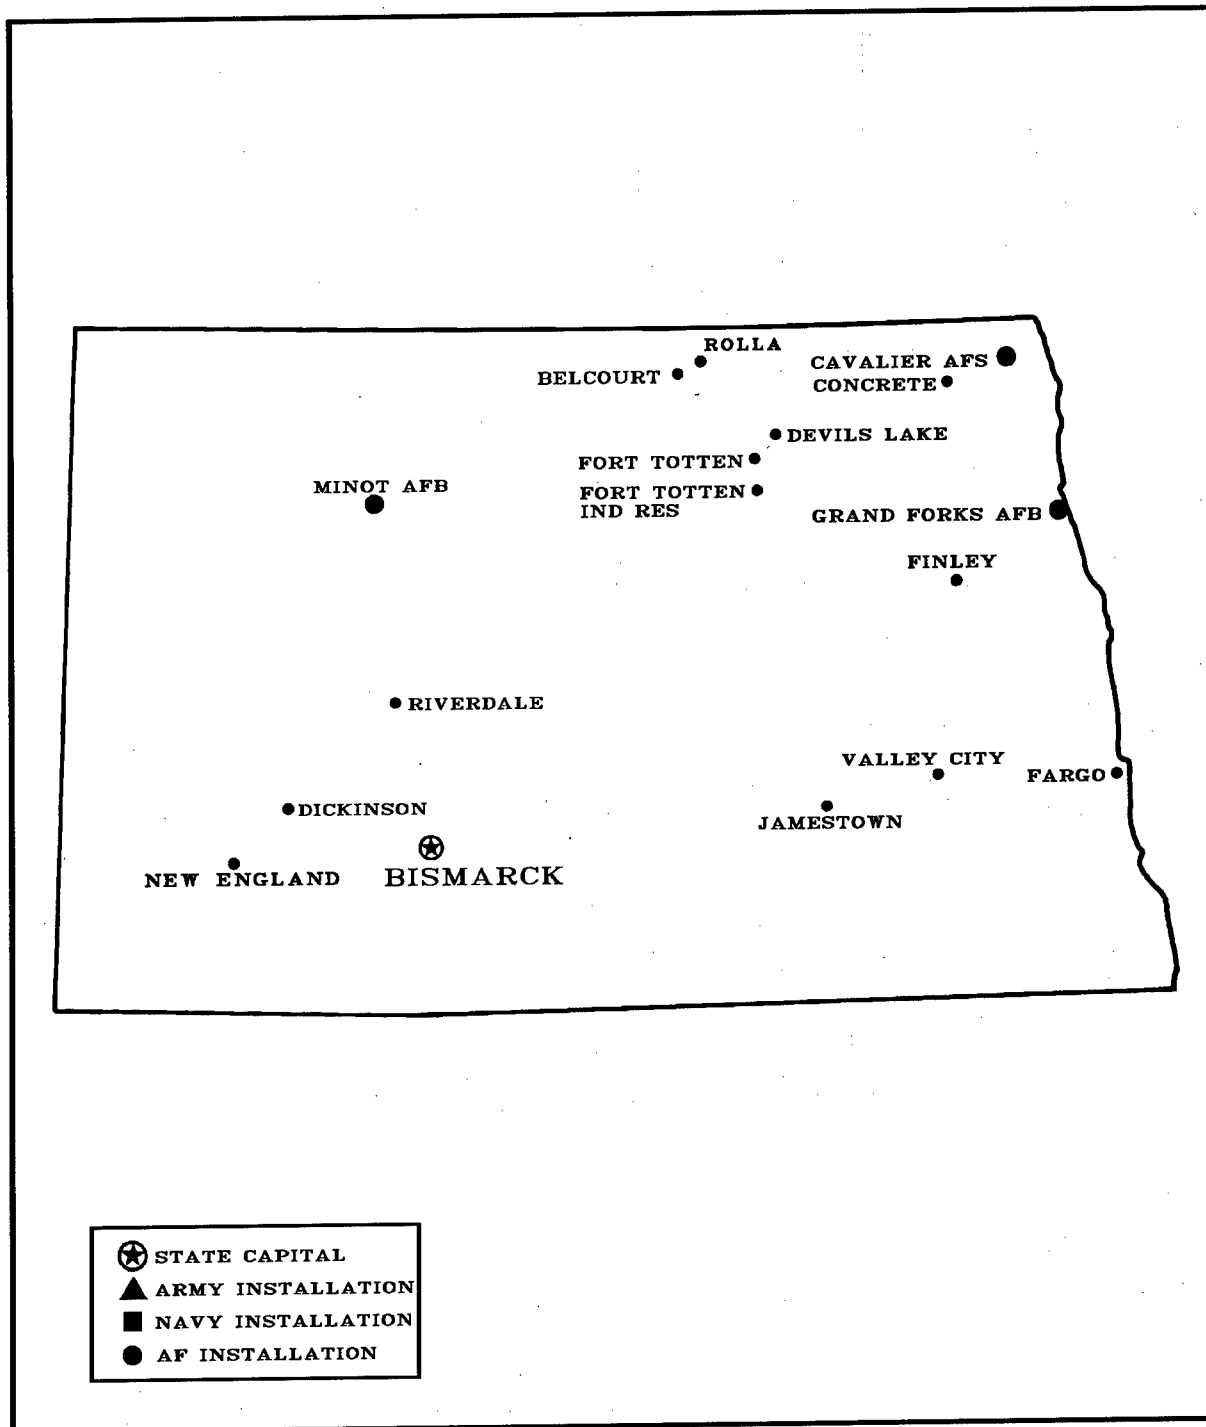 ROLLA
BELCOURT
CAVALIER AFS
CONCRETE
DEVILS LAKE
FORT TOTTEN
MINOT AFB
FORT TOTTEN
IND RES
GRAND FORKS AFB
FINLEY
RIVERDALE
VALLEY CITY
FARGO
DICKINSON
JAMESTOWN
NEW ENGLAND
BISMARCK
STATE CAPITAL
ARMY INSTALLATION
NAVY INSTALLATION
AF INSTALLATION